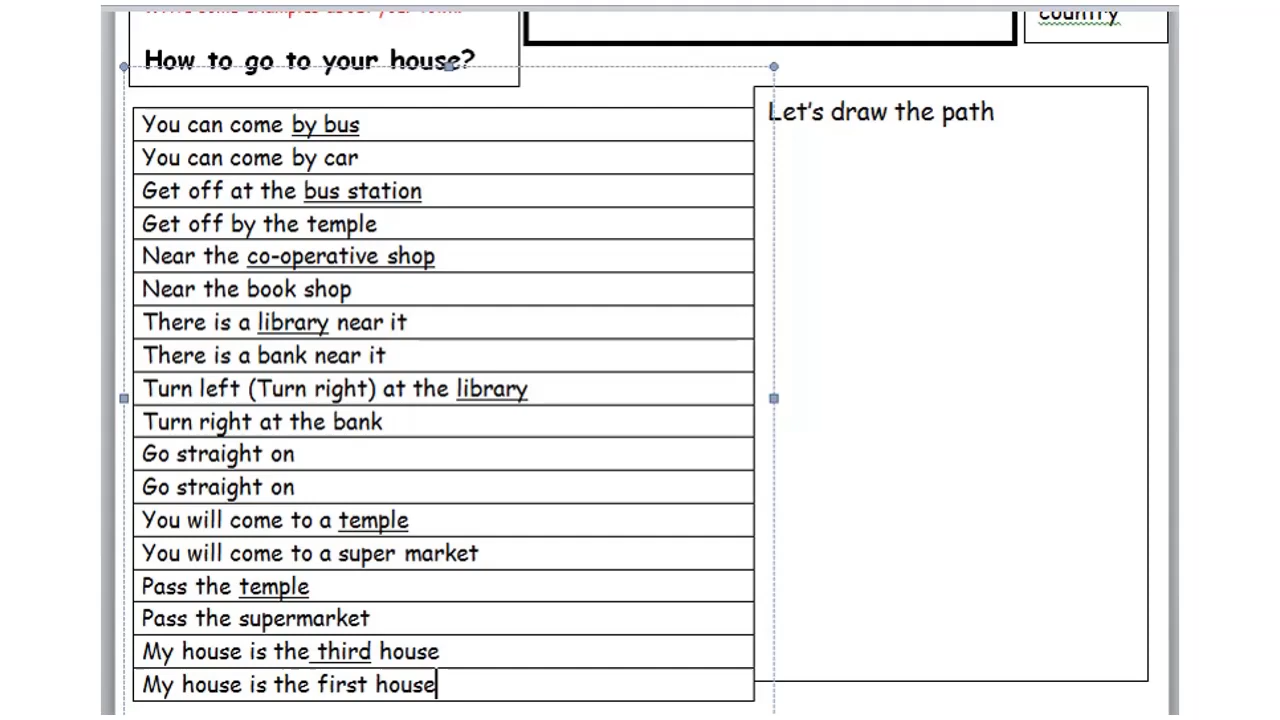 country
How to go to your house?
Let's draw the path
You can come by bus
You can come by car
Get off at the bus station
Get off by the temple
Near the co-operative shop
Near the book shop
There is a library near it
There is a bank near it
Turn left (Turn right) at the library
Turn right at the bank
Go straight on
Go straight on
You will come to a temple
You will come to a super market
Pass the temple
Pass the supermarket
My house is the third house
My house is the first house